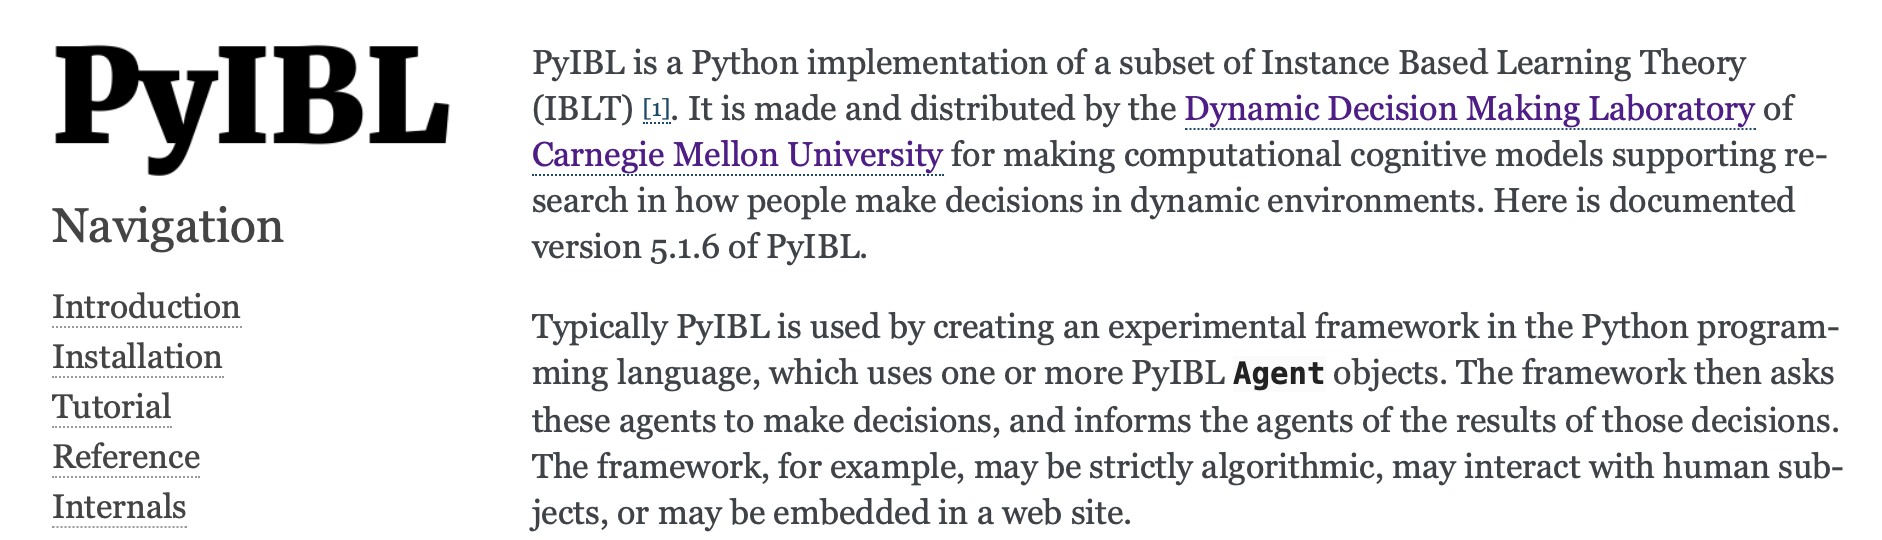 PyIBL
Navigation
Introduction
Installation
Tutorial
Reference
Internals
PyIBL is a Python implementation of a subset of Instance Based Learning Theory
(IBLT) [1]. It is made and distributed by the Dynamic Decision Making Laboratory of
Carnegie Mellon University for making computational cognitive models supporting re-
search in how people make decisions in dynamic environments. Here is documented
version 5.1.6 of PyIBL.
Typically PyIBL is used by creating an experimental framework in the Python program-
ming language, which uses one or more PyIBL Agent objects. The framework then asks
these agents to make decisions, and informs the agents of the results of those decisions.
The framework, for example, may be strictly algorithmic, may interact with human sub-
jects, or may be embedded in a web site.